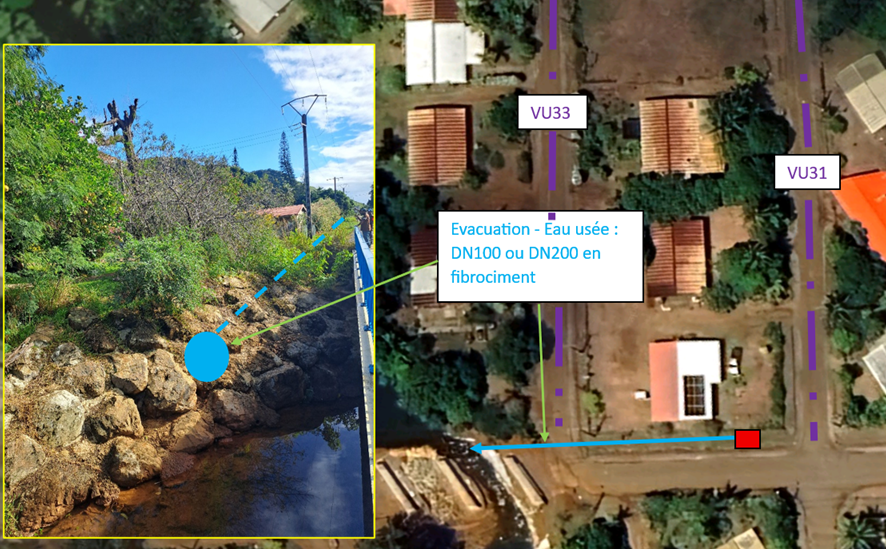 VU33
VU31
Evacuation - Eau usée :
DN100 ou DN200 en
fibrociment